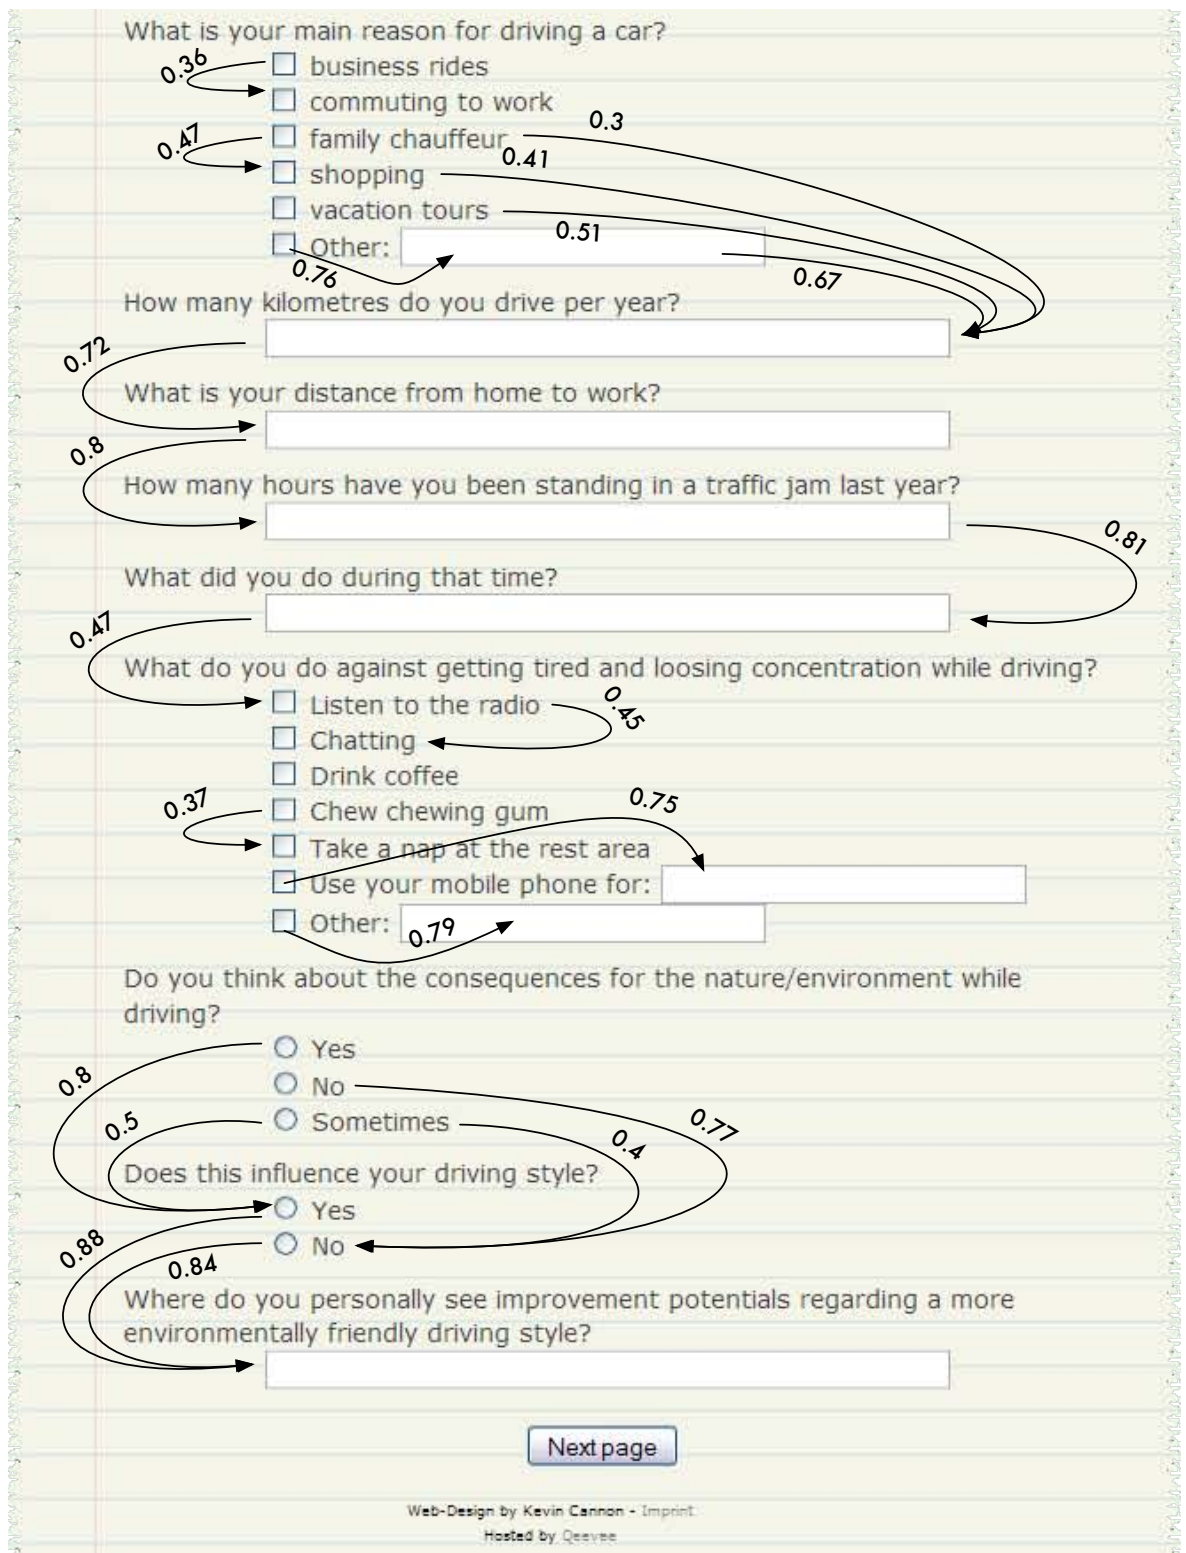 What is your main reason for driving a car?
0.36
business rides
commuting to work
0.3
0.47
family chauffeur
0.41
shopping
vacation tours
0.51
Other:
0.76
0.67
How many kilometres do you drive per year?
0.72
What is your distance from home to work?
0.8
How many hours have you been standing in a traffic jam last year?
0.81
What did you do during that time?
0.47
What do you do against getting tired and loosing concentration while driving?
Listen to the radio
0.45
Chatting
Drink coffee
0.37
Chew chewing gum
0.75
Take a nap at the rest area
Use your mobile phone for:
Other:
0.79
Do you think about the consequences for the nature/environment while
driving?
Yes
0.8
No
Sometimes
0.5
0.77
0.4
Does this influence your driving style?
Yes
No
0.88
0.84
Where do you personally see improvement potentials regarding a more
environmentally friendly driving style?
Next page
Web-Design by Kevin Cannon - Imprint
Hosted by Qeevee